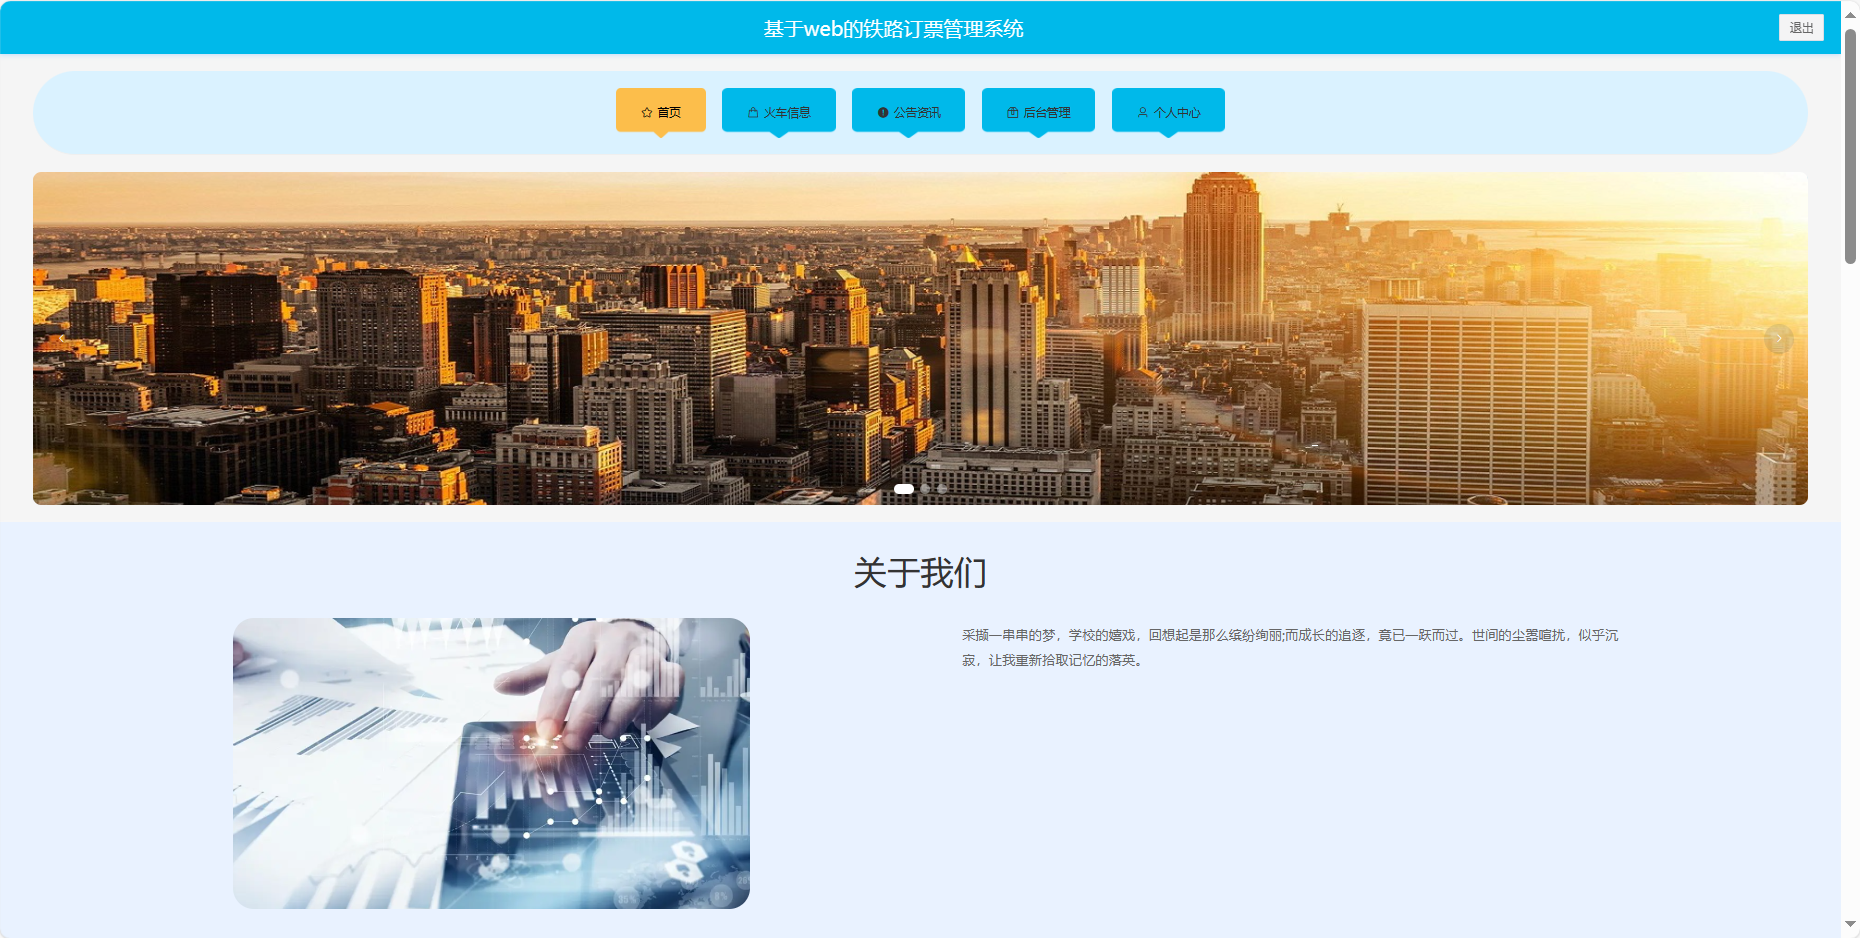 基于web的铁路订票管理系统
退出
首页
火车信息
公告资讯
后台管理
个人中心
关于我们
采撷一串串的梦，学校的嬉戏，回想起是那么缤纷绚丽;而成长的追逐，竟已一跃而过。世间的尘嚣喧扰，似乎沉
寂，让我重新拾取记忆的落英。